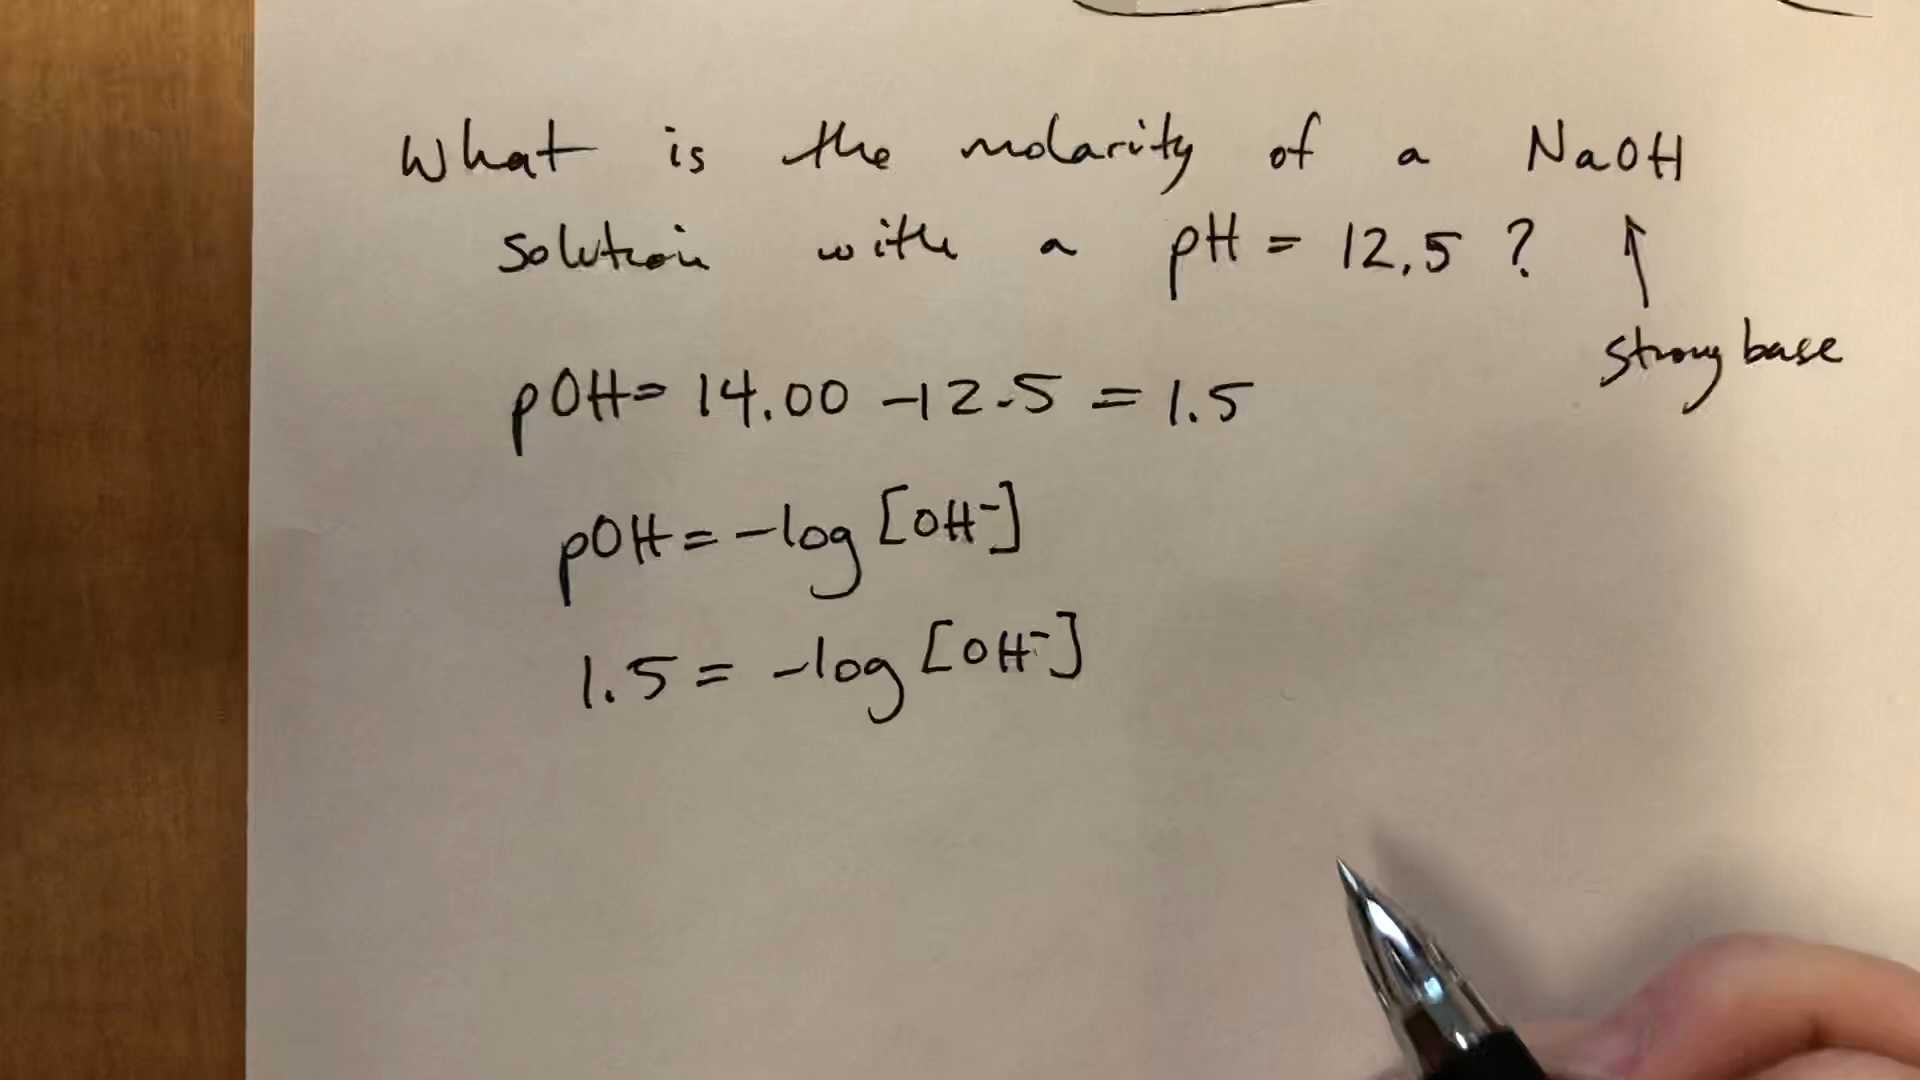 What is the molarity of a NaOH
solution with a pH = 12.5 ? ↑
strong base
pOH = 14.00 - 12.5 = 1.5
pOH = -log [OH⁻]
1.5 = -log [OH⁻]